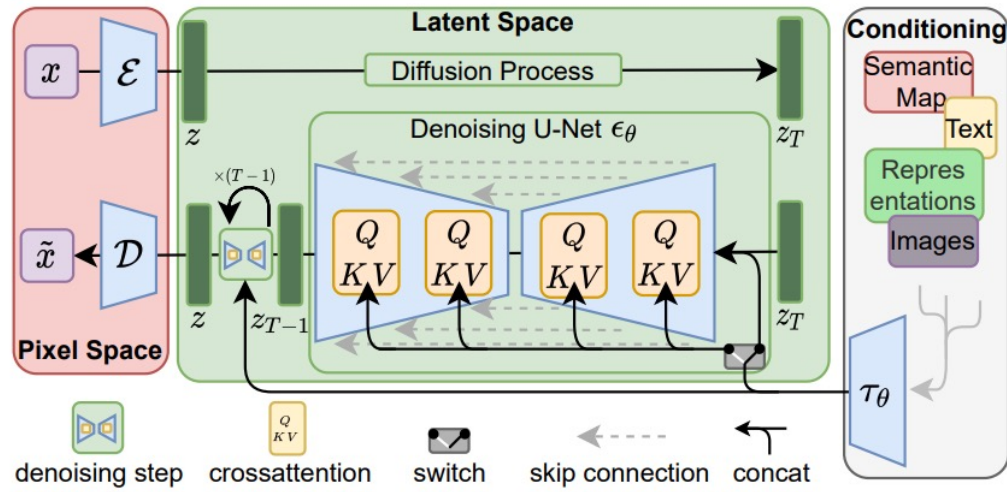 Latent Space
Conditioning
x
ℰ
Diffusion Process
z
z_T
Semantic
Map
Text
Repres
entations
Images
Denoising U-Net ϵ_θ
×(T−1)
Q
KV
Q
KV
Q
KV
Q
KV
x̃
𝒟
z
z_{T−1}
z_T
Pixel Space
τ_θ
Q
KV
denoising step
crossattention
switch
skip connection
concat